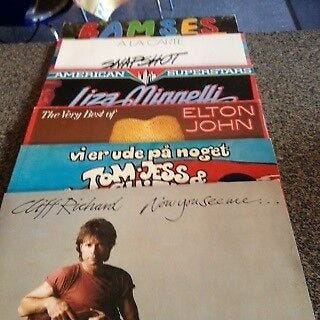 BAMSES
À LA CARTE
SNAPSHOT
AMERICAN SUPERSTARS
Liza Minnelli
The Very Best of ELTON JOHN
vi er ude på noget
TOM & JESS
Cliff Richard Now you see me...